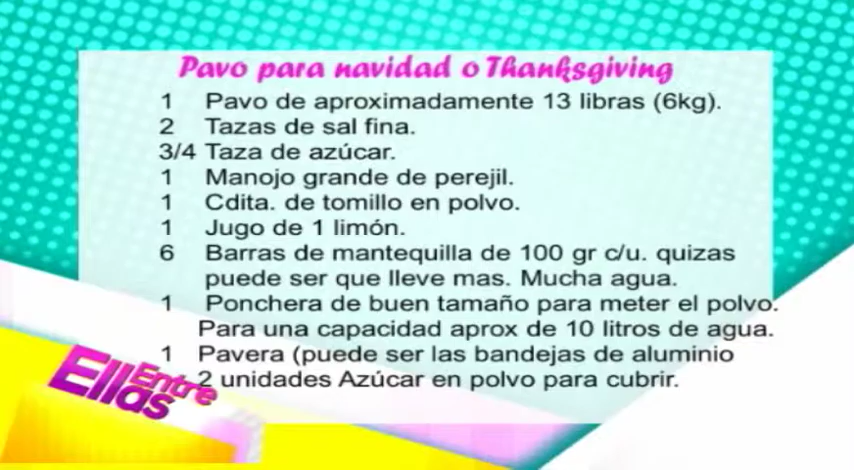 Pavo para navidad o Thanksgiving
1 Pavo de aproximadamente 13 libras (6kg).
2 Tazas de sal fina.
3/4 Taza de azúcar.
1 Manojo grande de perejil.
1 Cdita. de tomillo en polvo.
1 Jugo de 1 limón.
6 Barras de mantequilla de 100 gr c/u. quizas
puede ser que lleve mas. Mucha agua.
1 Ponchera de buen tamaño para meter el polvo.
Para una capacidad aprox de 10 litros de agua.
1 Pavera (puede ser las bandejas de aluminio
2 unidades Azúcar en polvo para cubrir.
Entre
Ellas